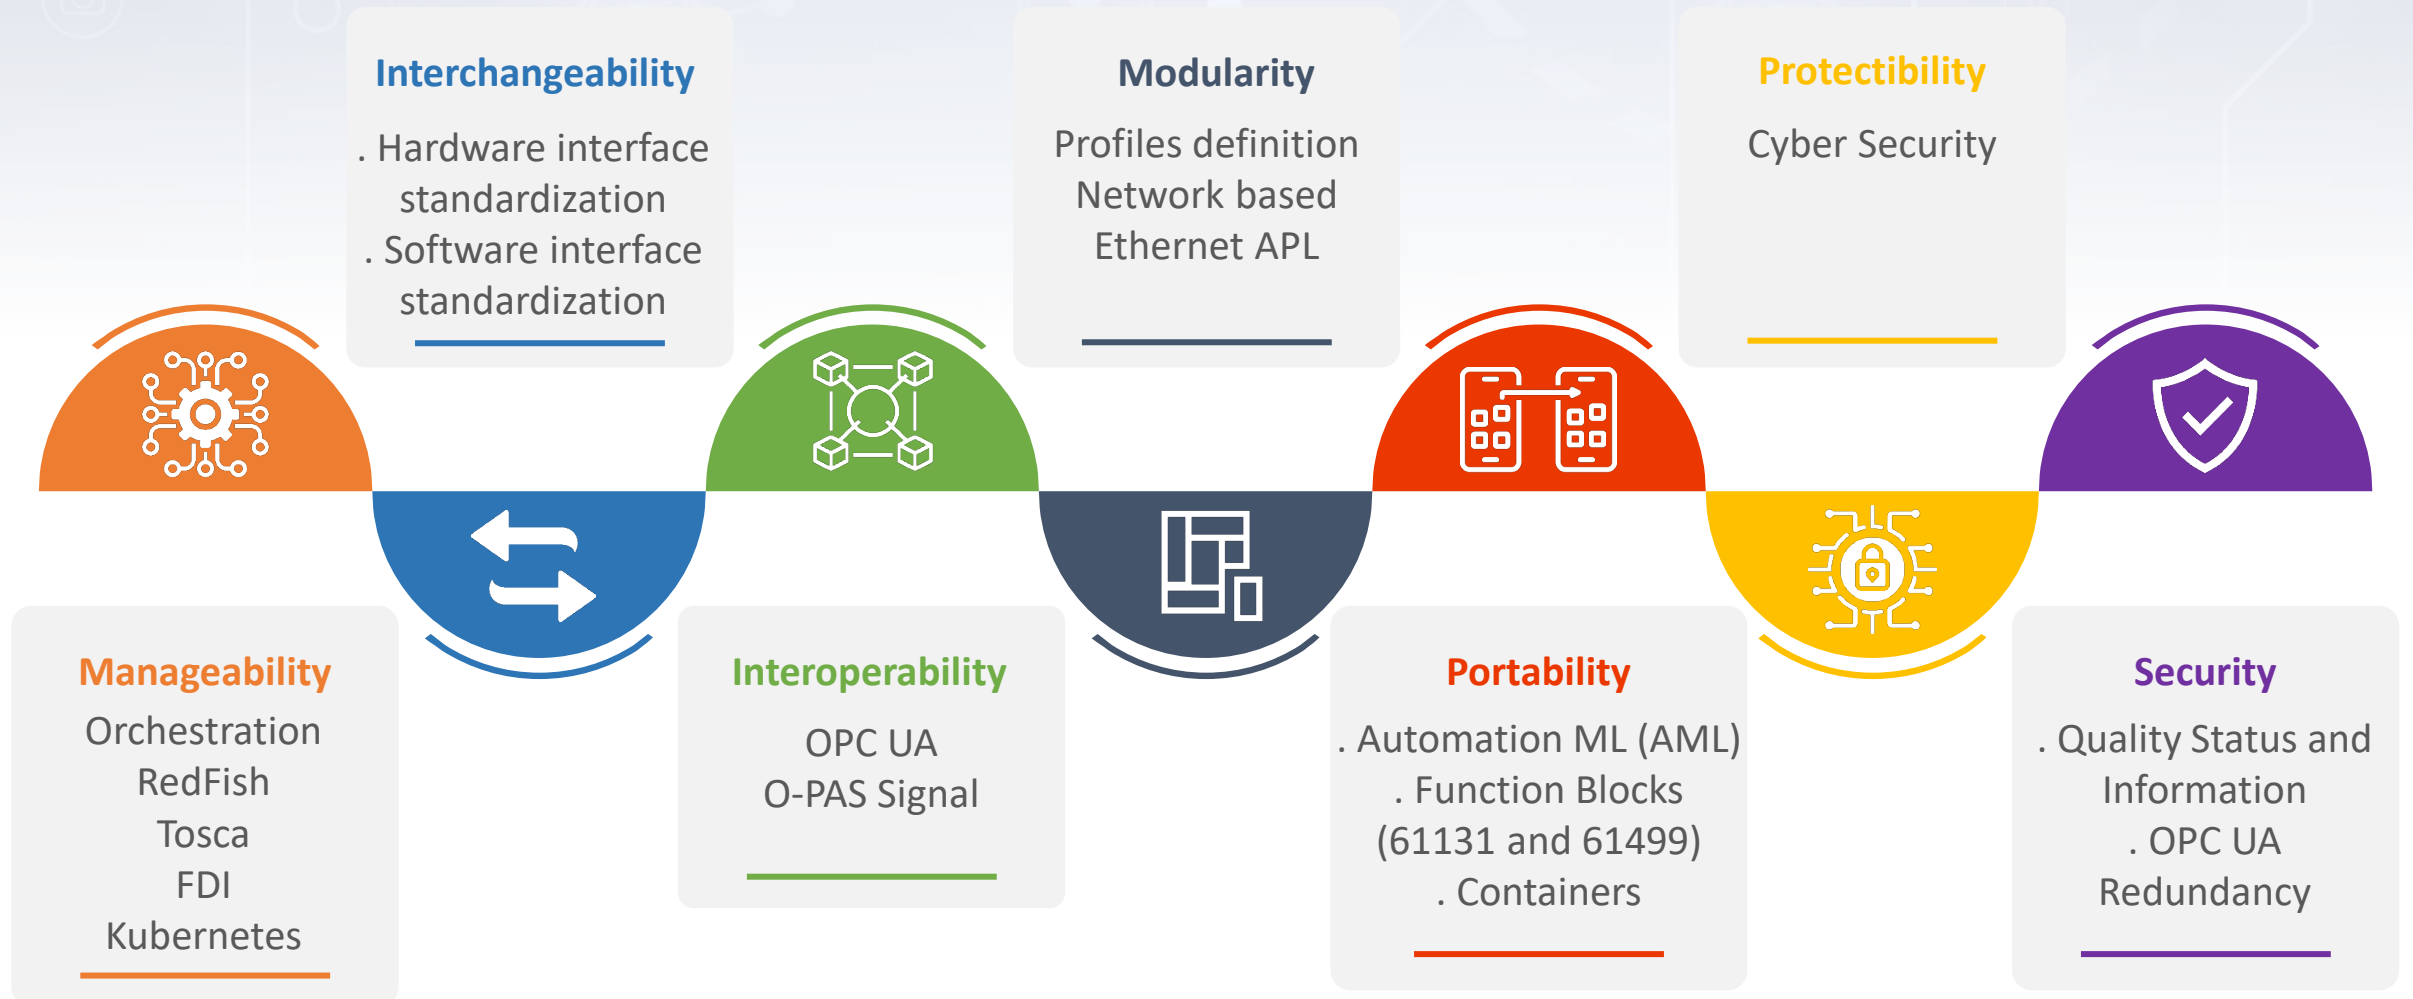 Interchangeability
. Hardware interface
standardization
. Software interface
standardization
Modularity
Profiles definition
Network based
Ethernet APL
Protectibility
Cyber Security
Manageability
Orchestration
RedFish
Tosca
FDI
Kubernetes
Interoperability
OPC UA
O-PAS Signal
Portability
. Automation ML (AML)
. Function Blocks
(61131 and 61499)
. Containers
Security
. Quality Status and
Information
. OPC UA
Redundancy